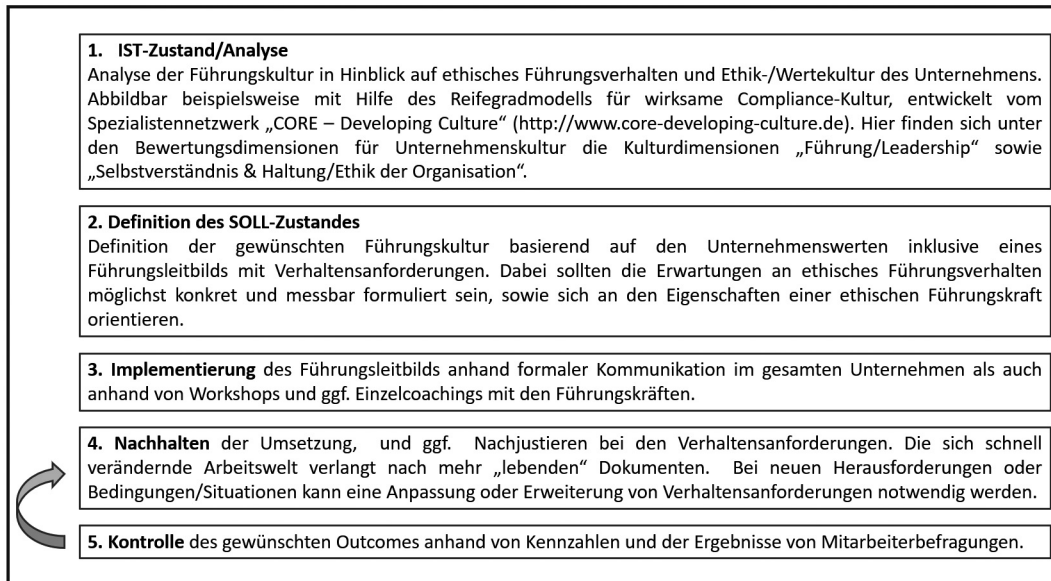 1. IST-Zustand/Analyse
Analyse der Führungskultur in Hinblick auf ethisches Führungsverhalten und Ethik-/Wertekultur des Unternehmens.
Abbildbar beispielsweise mit Hilfe des Reifegradmodells für wirksame Compliance-Kultur, entwickelt vom
Spezialistennetzwerk „CORE – Developing Culture“ (http://www.core-developing-culture.de). Hier finden sich unter
den Bewertungsdimensionen für Unternehmenskultur die Kulturdimensionen „Führung/Leadership“ sowie
„Selbstverständnis & Haltung/Ethik der Organisation“.
2. Definition des SOLL-Zustandes
Definition der gewünschten Führungskultur basierend auf den Unternehmenswerten inklusive eines
Führungsleitbilds mit Verhaltensanforderungen. Dabei sollten die Erwartungen an ethisches Führungsverhalten
möglichst konkret und messbar formuliert sein, sowie sich an den Eigenschaften einer ethischen Führungskraft
orientieren.
3. Implementierung des Führungsleitbilds anhand formaler Kommunikation im gesamten Unternehmen als auch
anhand von Workshops und ggf. Einzelcoachings mit den Führungskräften.
4. Nachhalten der Umsetzung, und ggf. Nachjustieren bei den Verhaltensanforderungen. Die sich schnell
verändernde Arbeitswelt verlangt nach mehr „lebenden“ Dokumenten. Bei neuen Herausforderungen oder
Bedingungen/Situationen kann eine Anpassung oder Erweiterung von Verhaltensanforderungen notwendig werden.
5. Kontrolle des gewünschten Outcomes anhand von Kennzahlen und der Ergebnisse von Mitarbeiterbefragungen.